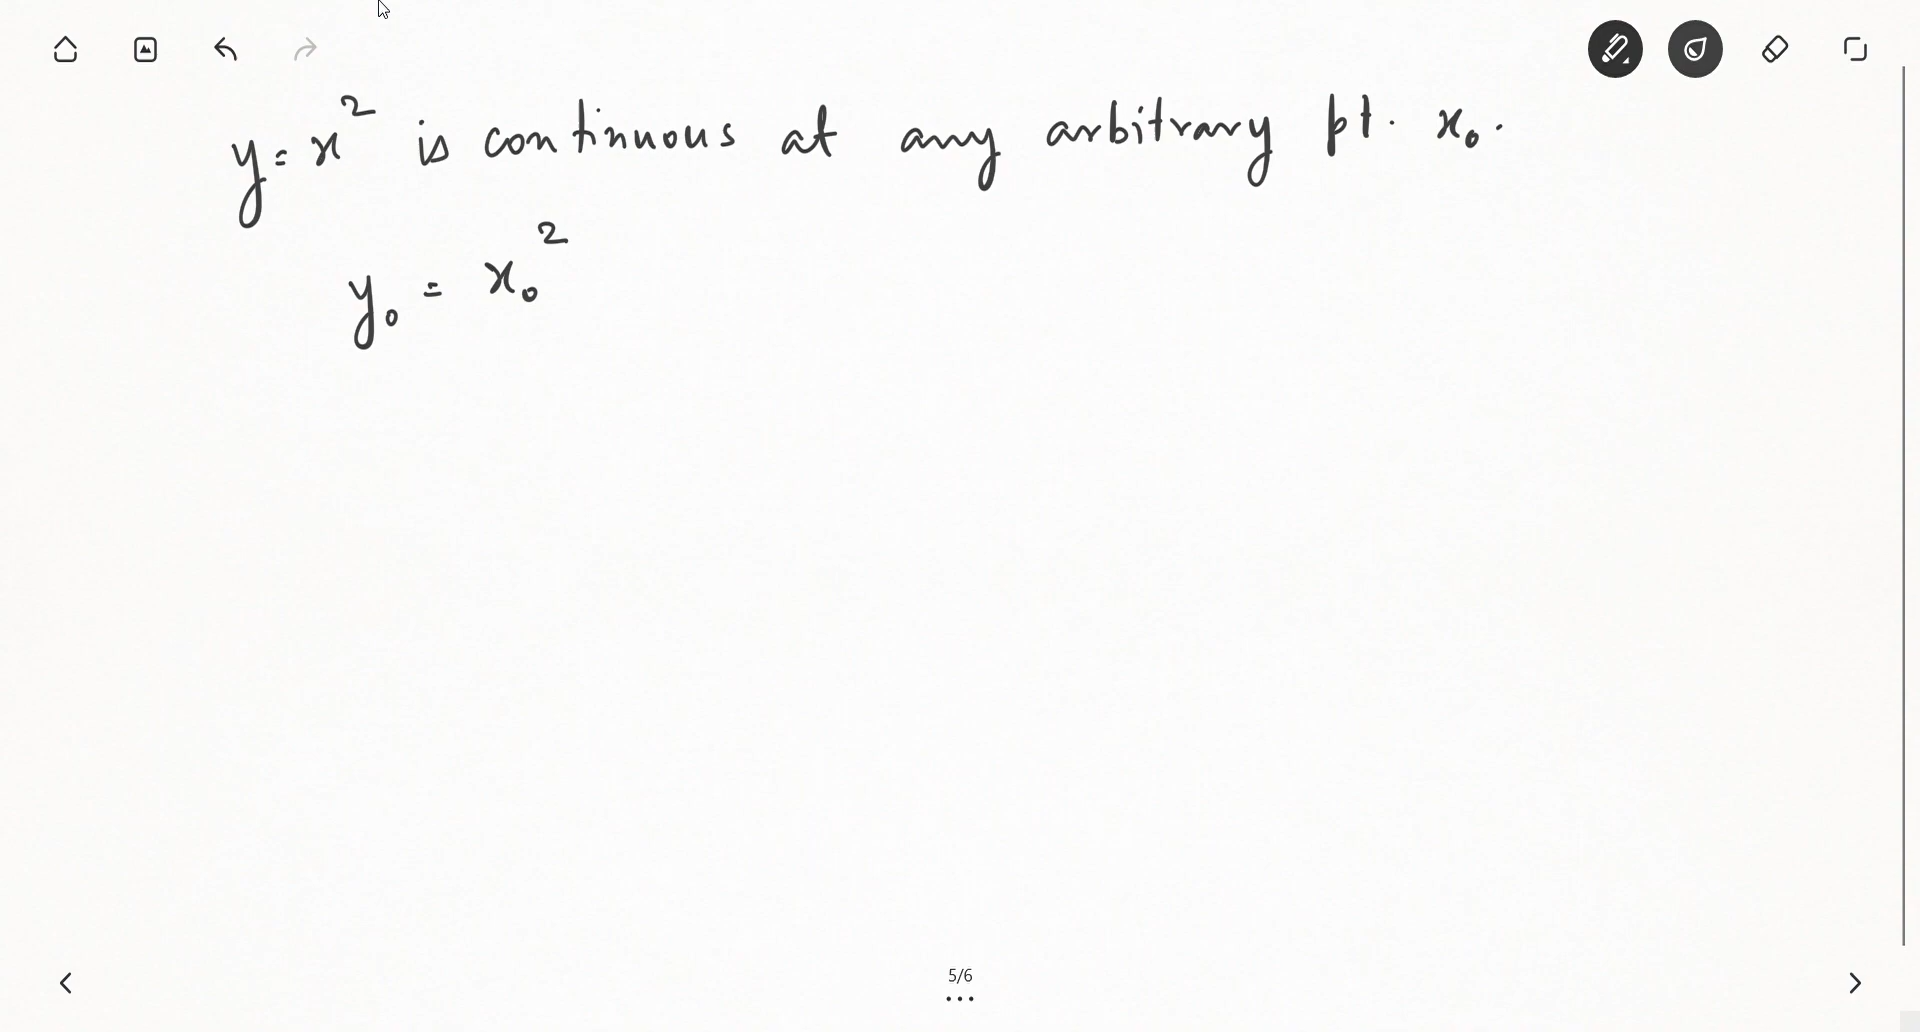 y = x² is continuous at any arbitrary pt. x₀.
y₀ = x₀²
5/6